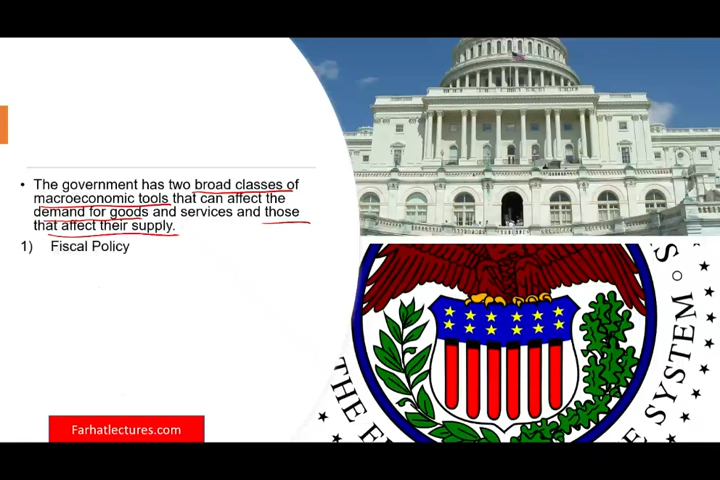 • The government has two broad classes of
macroeconomic tools that can affect the
demand for goods and services and those
that affect their supply.
1) Fiscal Policy
Farhatlectures.com
THE F
E SYSTEM